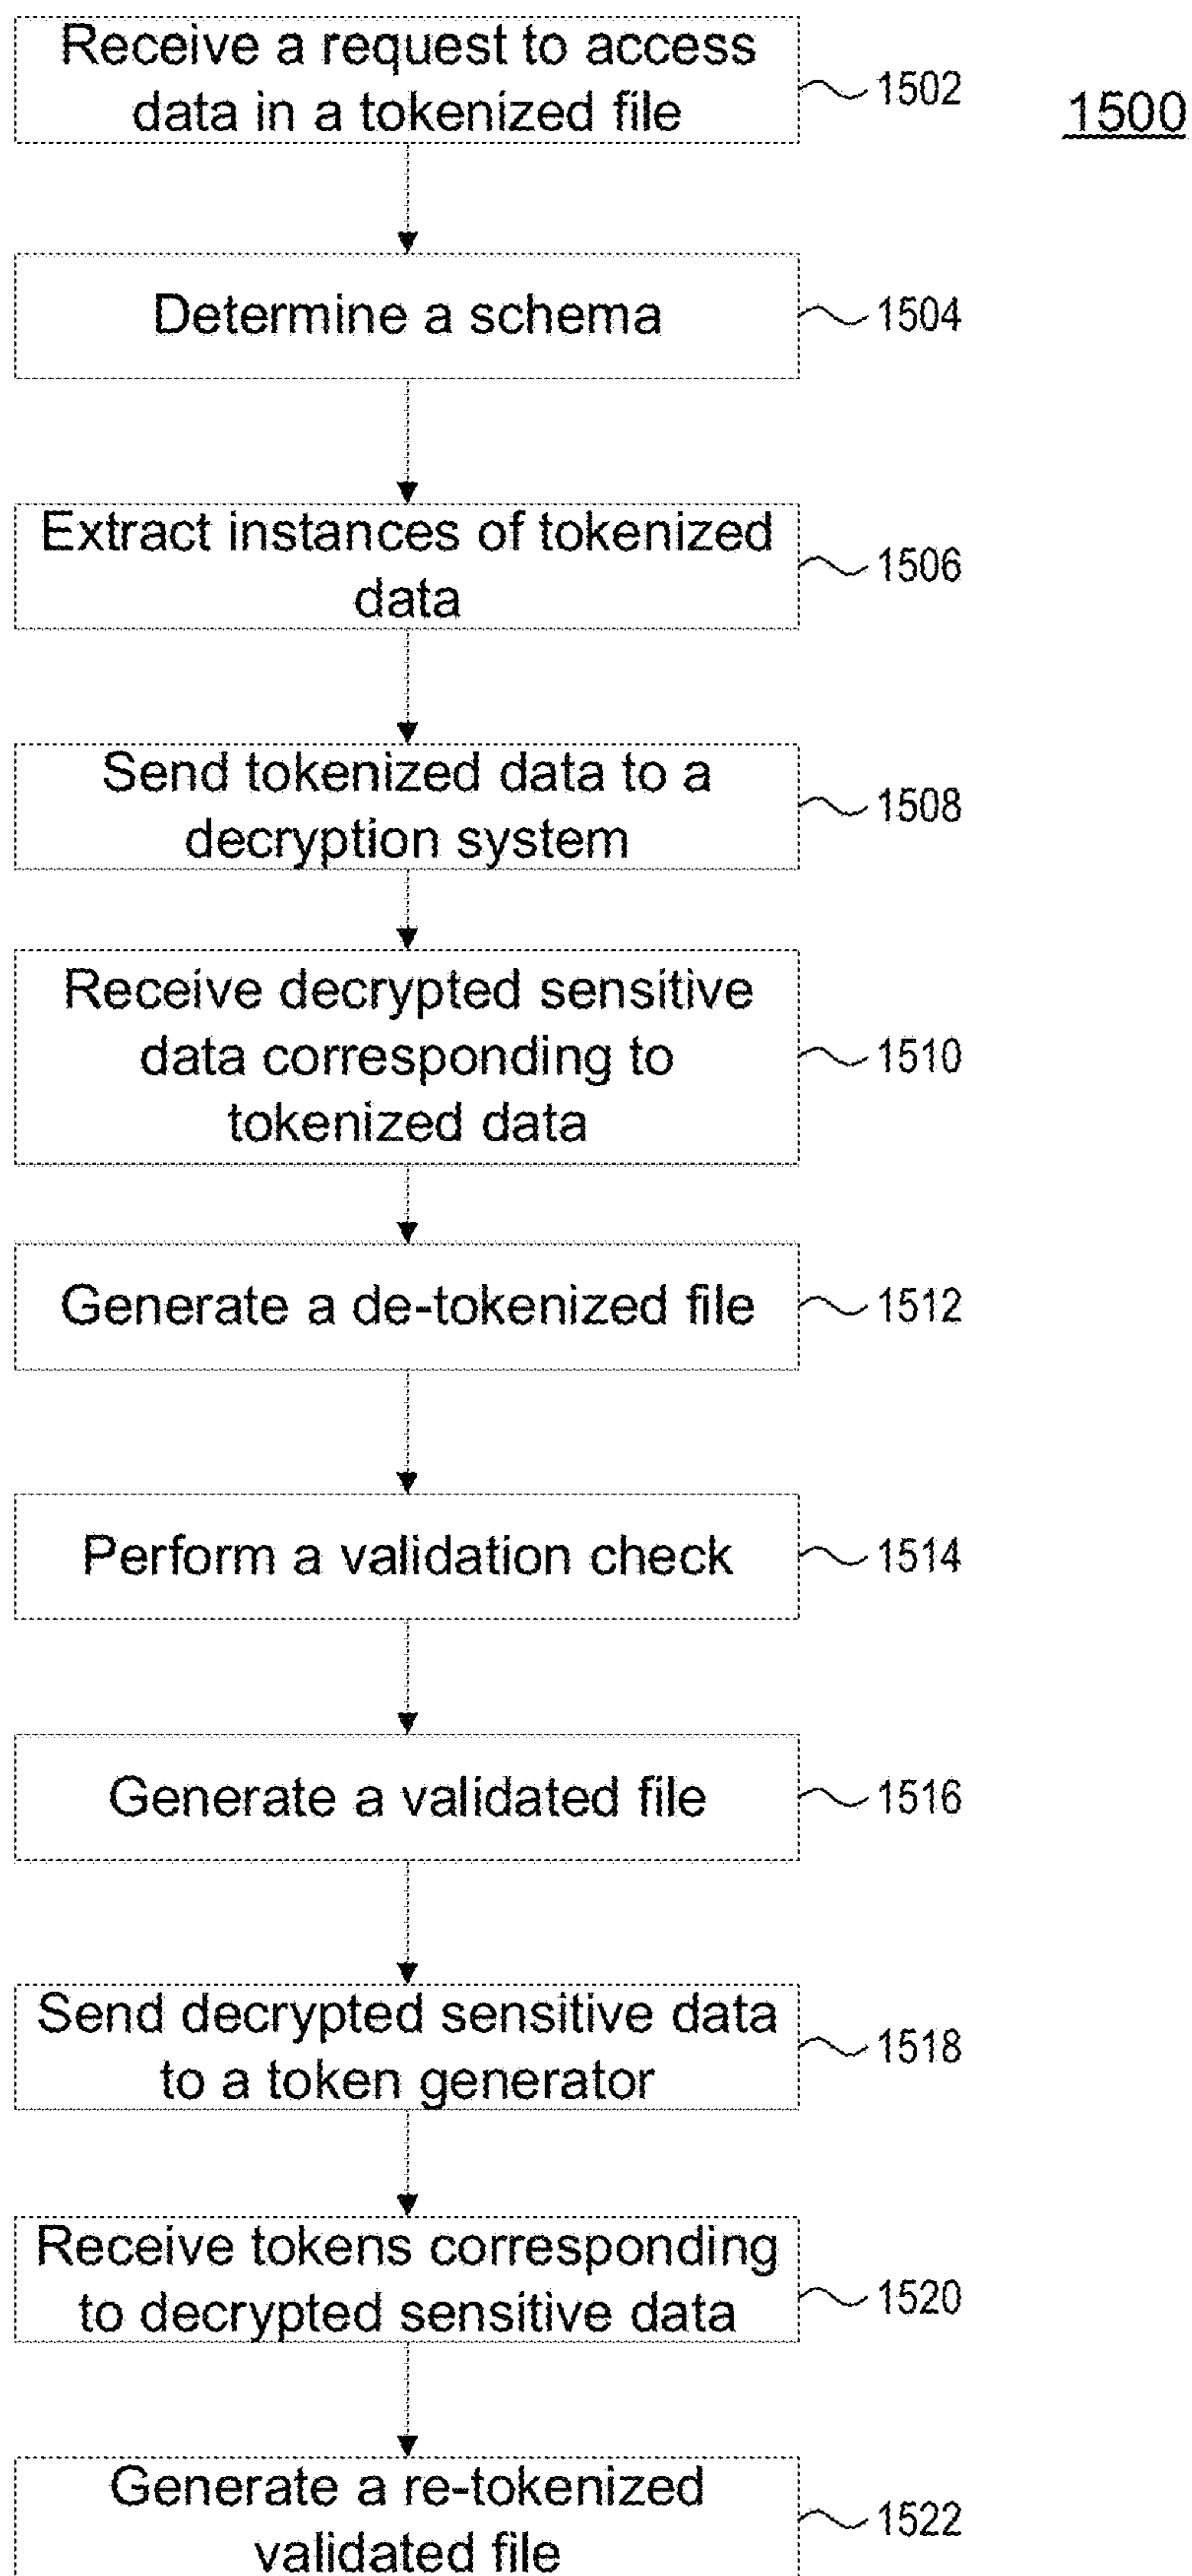 Receive a request to access
data in a tokenized file
1502
1500
Determine a schema
1504
Extract instances of tokenized
data
1506
Send tokenized data to a
decryption system
1508
Receive decrypted sensitive
data corresponding to
tokenized data
1510
Generate a de-tokenized file
1512
Perform a validation check
1514
Generate a validated file
1516
Send decrypted sensitive data
to a token generator
1518
Receive tokens corresponding
to decrypted sensitive data
1520
Generate a re-tokenized
validated file
1522